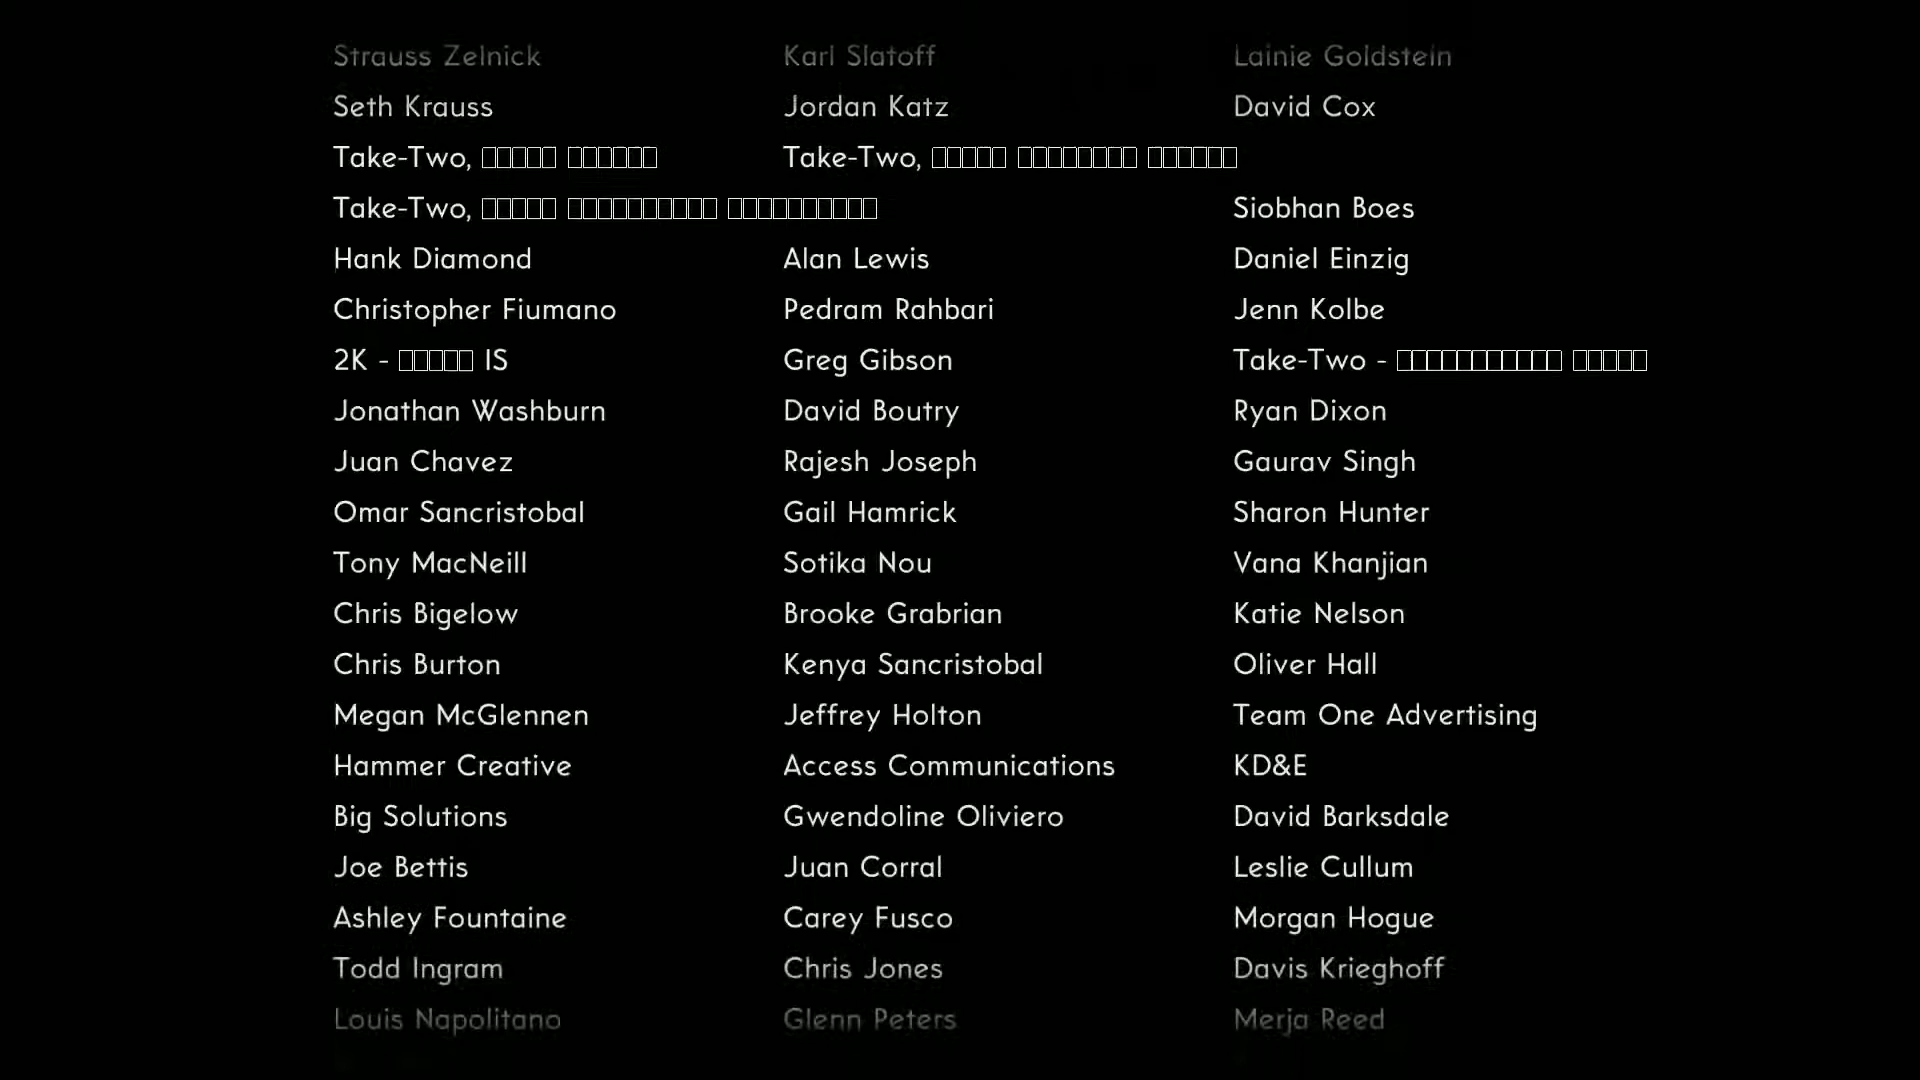 Strauss Zelnick Karl Slatoff Lainie Goldstein
Seth Krauss Jordan Katz David Cox
Take-Two, □□□□□ □□□□□□ Take-Two, □□□□□ □□□□□□□□ □□□□□□
Take-Two, □□□□□ □□□□□□□□□□ □□□□□□□□□□ Siobhan Boes
Hank Diamond Alan Lewis Daniel Einzig
Christopher Fiumano Pedram Rahbari Jenn Kolbe
2K - □□□□□ IS Greg Gibson Take-Two - □□□□□□□□□□□ □□□□□
Jonathan Washburn David Boutry Ryan Dixon
Juan Chavez Rajesh Joseph Gaurav Singh
Omar Sancristobal Gail Hamrick Sharon Hunter
Tony MacNeill Sotika Nou Vana Khanjian
Chris Bigelow Brooke Grabrian Katie Nelson
Chris Burton Kenya Sancristobal Oliver Hall
Megan McGlennen Jeffrey Holton Team One Advertising
Hammer Creative Access Communications KD&E
Big Solutions Gwendoline Oliviero David Barksdale
Joe Bettis Juan Corral Leslie Cullum
Ashley Fountaine Carey Fusco Morgan Hogue
Todd Ingram Chris Jones Davis Krieghoff
Louis Napolitano Glenn Peters Merja Reed